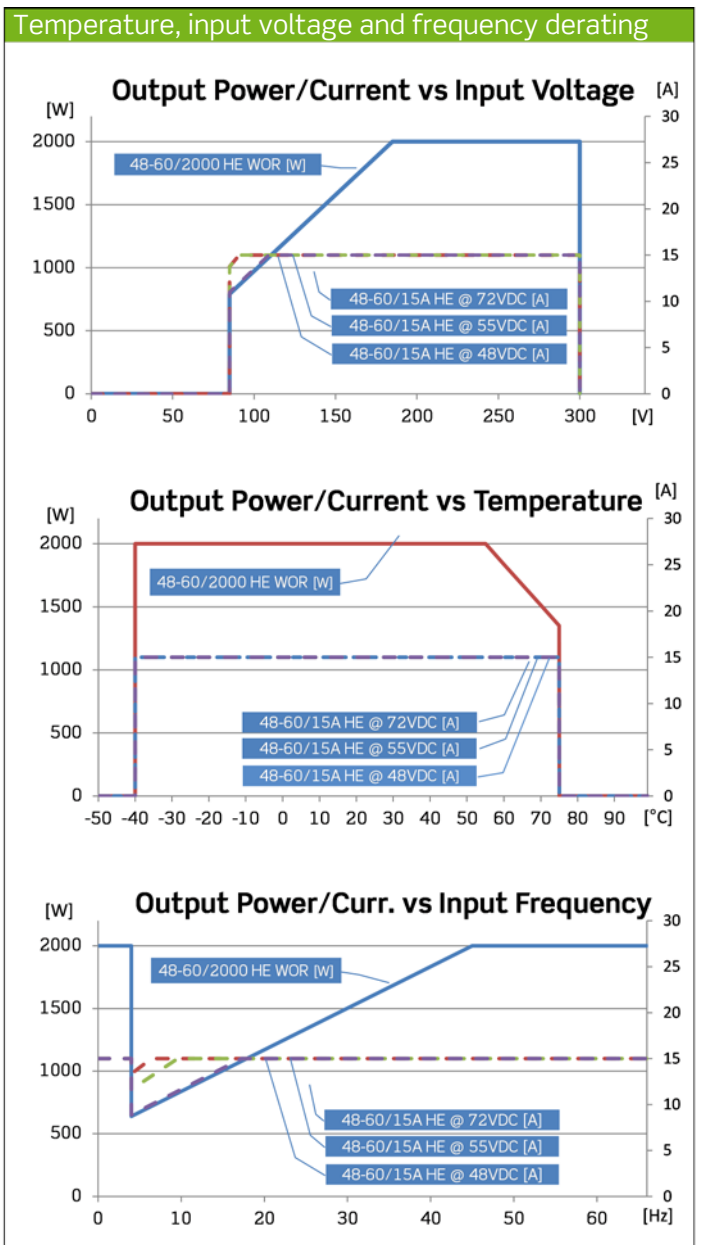 Temperature, input voltage and frequency derating
Output Power/Current vs Input Voltage
[W]
[A]
2000
1500
1000
500
0
30
25
20
15
10
5
0
48-60/2000 HE WOR [W]
48-60/15A HE @ 72VDC [A]
48-60/15A HE @ 55VDC [A]
48-60/15A HE @ 48VDC [A]
0 50 100 150 200 250 300 [V]
Output Power/Current vs Temperature
[W]
[A]
2000
1500
1000
500
0
30
25
20
15
10
5
0
48-60/2000 HE WOR [W]
48-60/15A HE @ 72VDC [A]
48-60/15A HE @ 55VDC [A]
48-60/15A HE @ 48VDC [A]
-50 -40 -30 -20 -10 0 10 20 30 40 50 60 70 80 90 [°C]
Output Power/Curr. vs Input Frequency
[W]
[A]
2000
1500
1000
500
0
30
25
20
15
10
5
0
48-60/2000 HE WOR [W]
48-60/15A HE @ 72VDC [A]
48-60/15A HE @ 55VDC [A]
48-60/15A HE @ 48VDC [A]
0 10 20 30 40 50 60 [Hz]